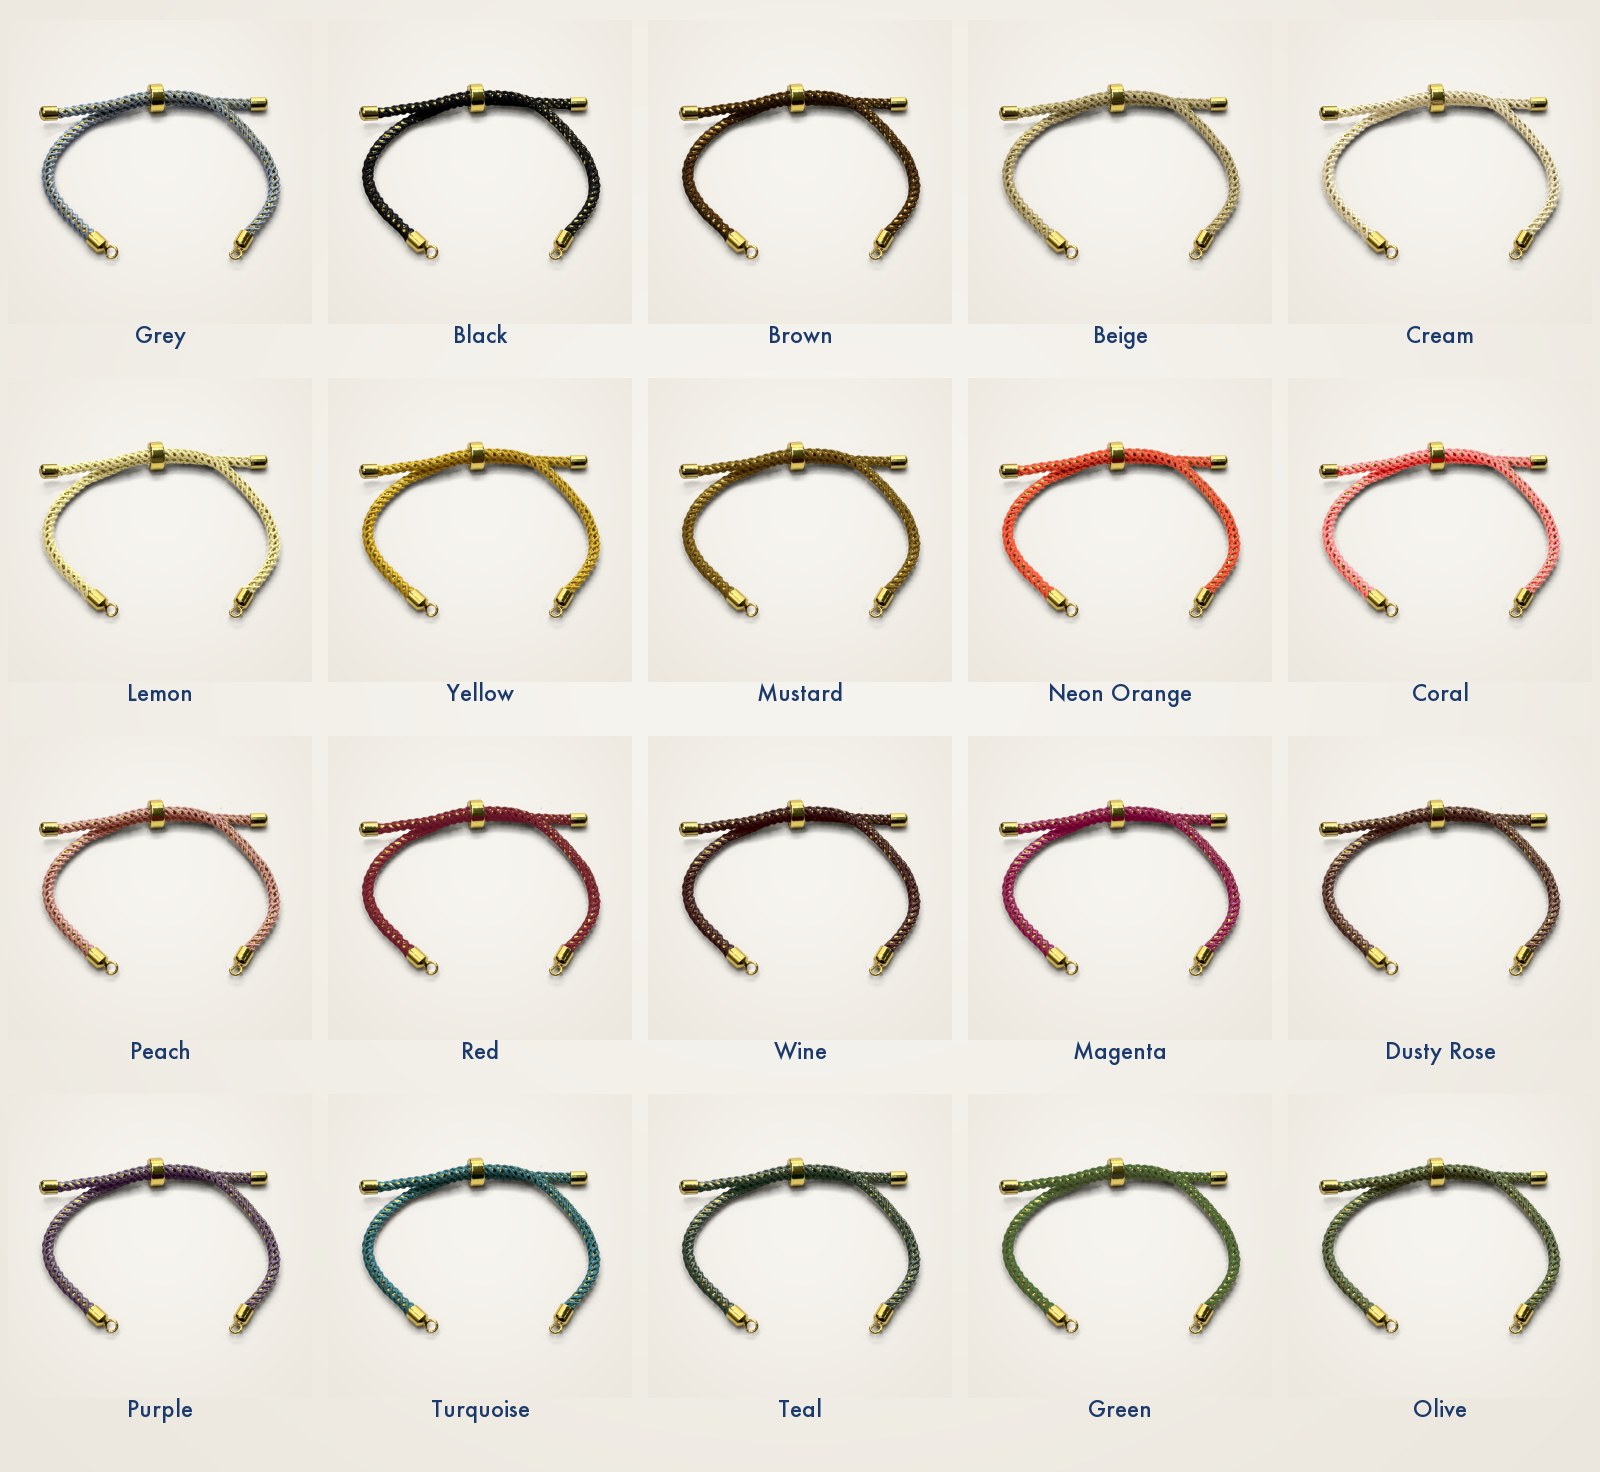 Grey
Black
Brown
Beige
Cream
Lemon
Yellow
Mustard
Neon Orange
Coral
Peach
Red
Wine
Magenta
Dusty Rose
Purple
Turquoise
Teal
Green
Olive